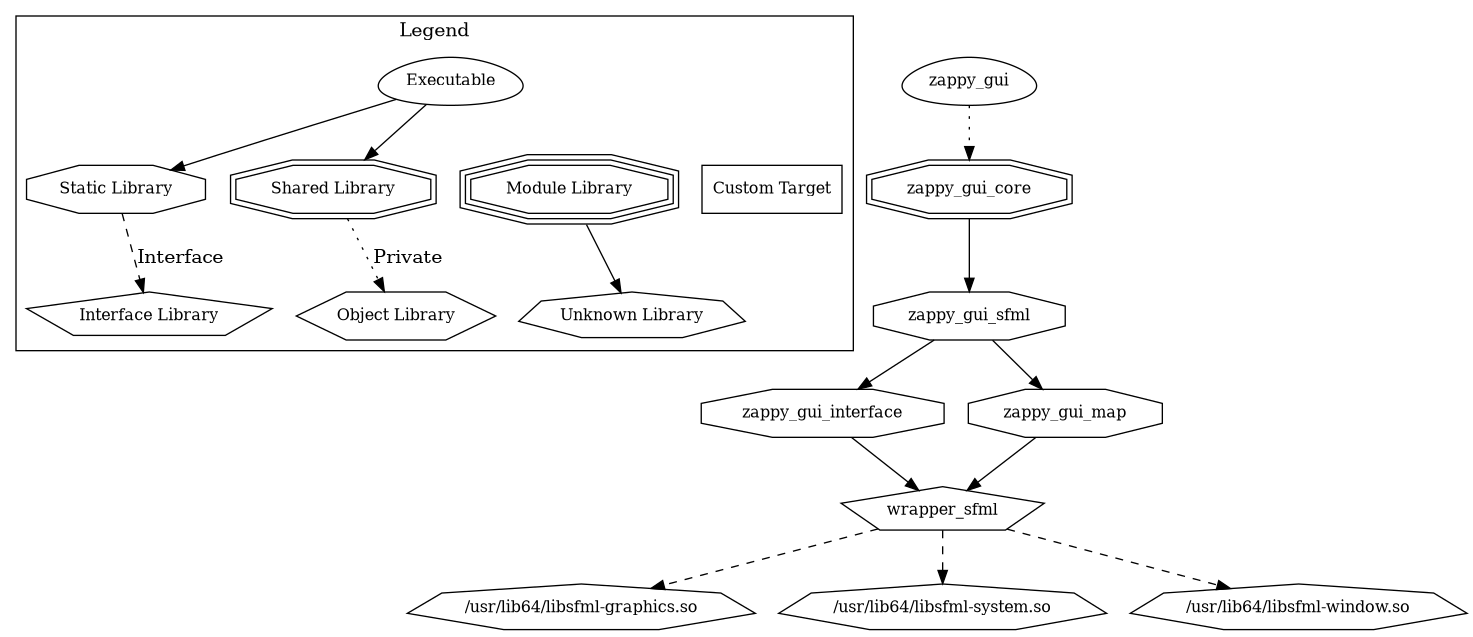 Legend
Executable
zappy_gui
Static Library
Shared Library
Module Library
Custom Target
zappy_gui_core
Interface
Private
Interface Library
Object Library
Unknown Library
zappy_gui_sfml
zappy_gui_interface
zappy_gui_map
wrapper_sfml
/usr/lib64/libsfml-graphics.so
/usr/lib64/libsfml-system.so
/usr/lib64/libsfml-window.so